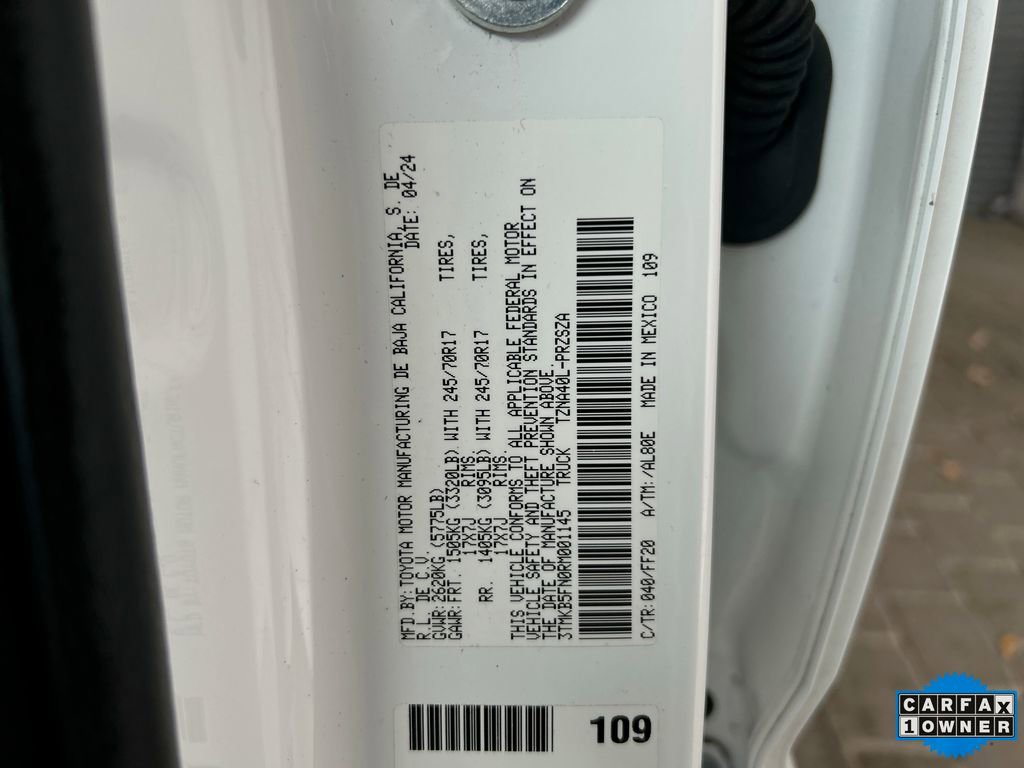 MFD.BY:TOYOTA MOTOR MANUFACTURING DE BAJA CALIFORNIA, S. DE
R.L. DE C.V. DATE: 04/24
GVWR:2620KG (5775LB)
GAWR:FRT. 1505KG (3320LB) WITH 245/70R17 TIRES,
17X7J RIMS.
RR. 1405KG (3095LB) WITH 245/70R17 TIRES,
17X7J RIMS.
THIS VEHICLE CONFORMS TO ALL APPLICABLE FEDERAL MOTOR
VEHICLE SAFETY AND THEFT PREVENTION STANDARDS IN EFFECT ON
THE DATE OF MANUFACTURE SHOWN ABOVE.
3TMKB5FN0RM001145 TRUCK TZNA40L-PRZSZA
C/TR:040/FF20 A/TM:/AL80E MADE IN MEXICO 109
109
CARFAX
1 OWNER